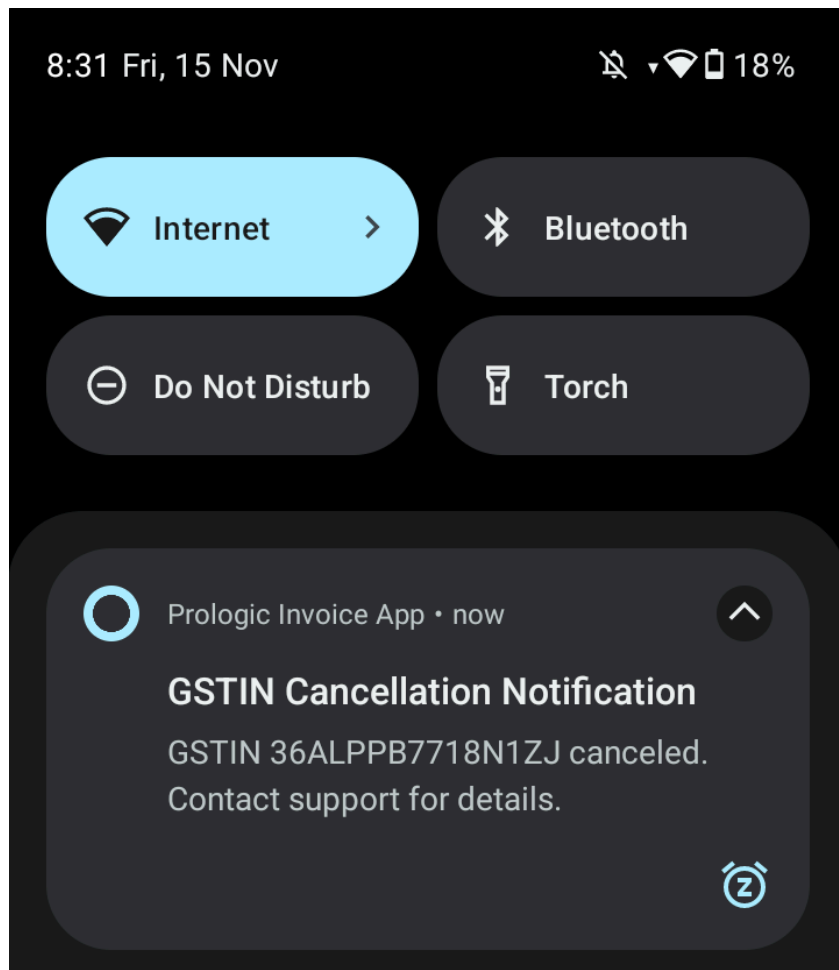 8:31 Fri, 15 Nov 18%
Internet Bluetooth
Do Not Disturb Torch
Prologic Invoice App • now
GSTIN Cancellation Notification
GSTIN 36ALPPB7718N1ZJ canceled.
Contact support for details.